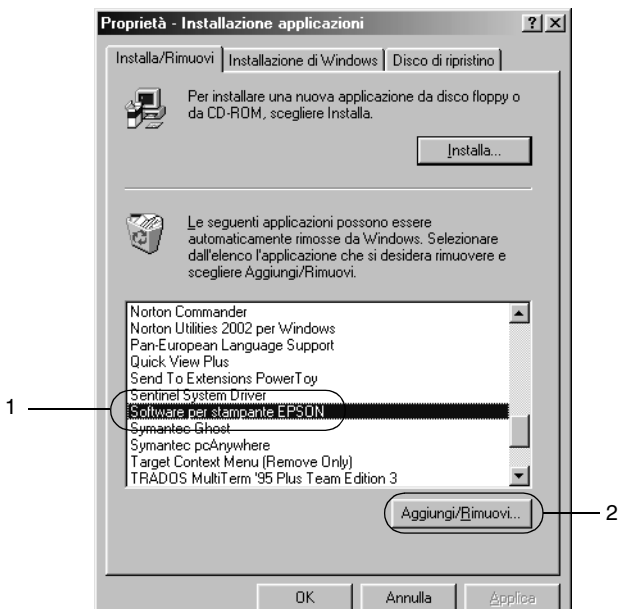 Proprietà - Installazione applicazioni
Installa/Rimuovi Installazione di Windows Disco di ripristino
Per installare una nuova applicazione da disco floppy o
da CD-ROM, scegliere Installa.
Installa...
Le seguenti applicazioni possono essere
automaticamente rimosse da Windows. Selezionare
dall'elenco l'applicazione che si desidera rimuovere e
scegliere Aggiungi/Rimuovi.
Norton Commander
Norton Utilities 2002 per Windows
Pan-European Language Support
Quick View Plus
Send To Extensions PowerToy
Sentinel System Driver
1
Software per stampante EPSON
Symantec Ghost
Symantec pcAnywhere
Target Context Menu (Remove Only)
TRADOS MultiTerm '95 Plus Team Edition 3
Aggiungi/Rimuovi...
2
OK Annulla Applica